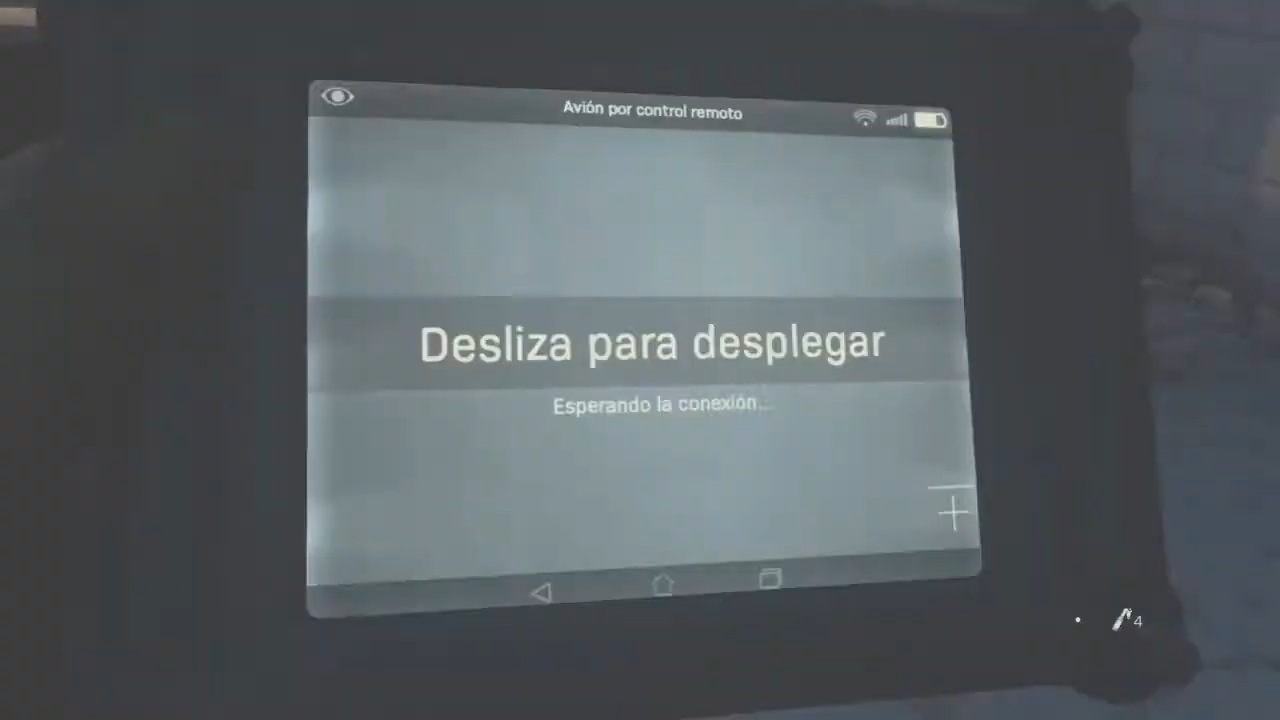 Avión por control remoto
Desliza para desplegar
Esperando la conexión...
4